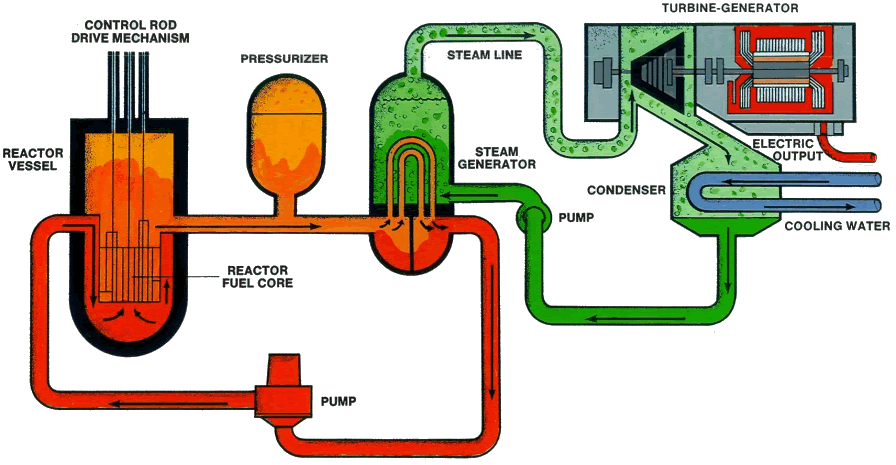 CONTROL ROD
DRIVE MECHANISM
PRESSURIZER
STEAM LINE
TURBINE-GENERATOR
REACTOR
VESSEL
STEAM
GENERATOR
ELECTRIC
OUTPUT
CONDENSER
PUMP
COOLING WATER
REACTOR
FUEL CORE
PUMP